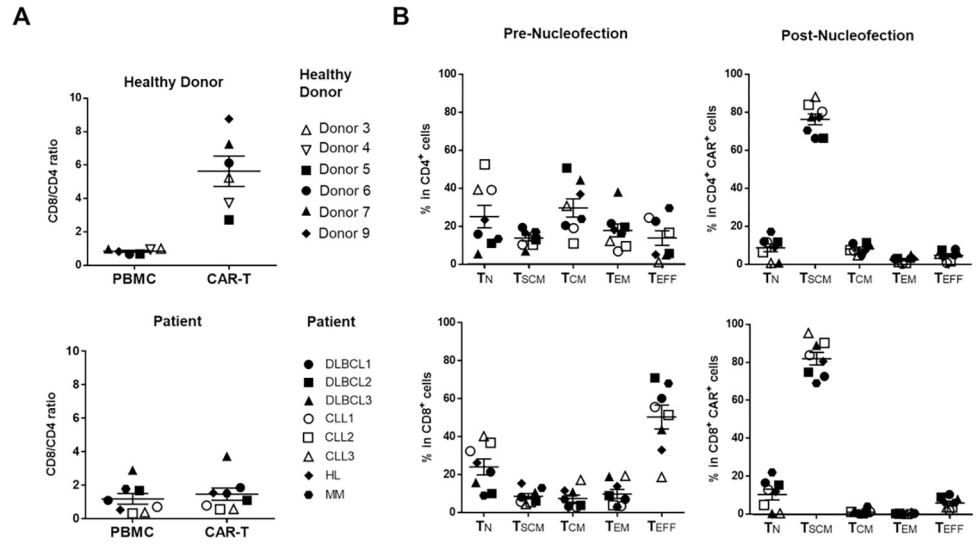 A
Healthy Donor
CD8/CD4 ratio
10
8
6
4
2
0
PBMC
CAR-T
Healthy
Donor
Donor 3
Donor 4
Donor 5
Donor 6
Donor 7
Donor 9
Patient
CD8/CD4 ratio
10
8
6
4
2
0
PBMC
CAR-T
Patient
DLBCL1
DLBCL2
DLBCL3
CLL1
CLL2
CLL3
HL
MM
B
Pre-Nucleofection
% in CD4+ cells
100
80
60
40
20
0
TN
TSCM
TCM
TEM
TEFF
Post-Nucleofection
% in CD4+ CAR+ cells
100
80
60
40
20
0
TN
TSCM
TCM
TEM
TEFF
% in CD8+ cells
100
80
60
40
20
0
TN
TSCM
TCM
TEM
TEFF
% in CD8+ CAR+ cells
100
80
60
40
20
0
TN
TSCM
TCM
TEM
TEFF